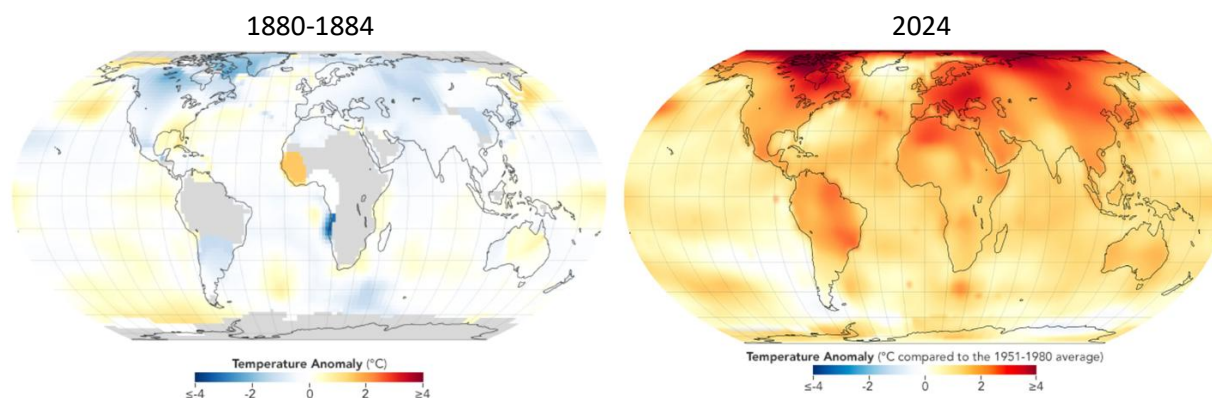 1880-1884
2024
Temperature Anomaly (°C)
≤-4 -2 0 2 ≥4
Temperature Anomaly (°C compared to the 1951-1980 average)
≤-4 -2 0 2 ≥4